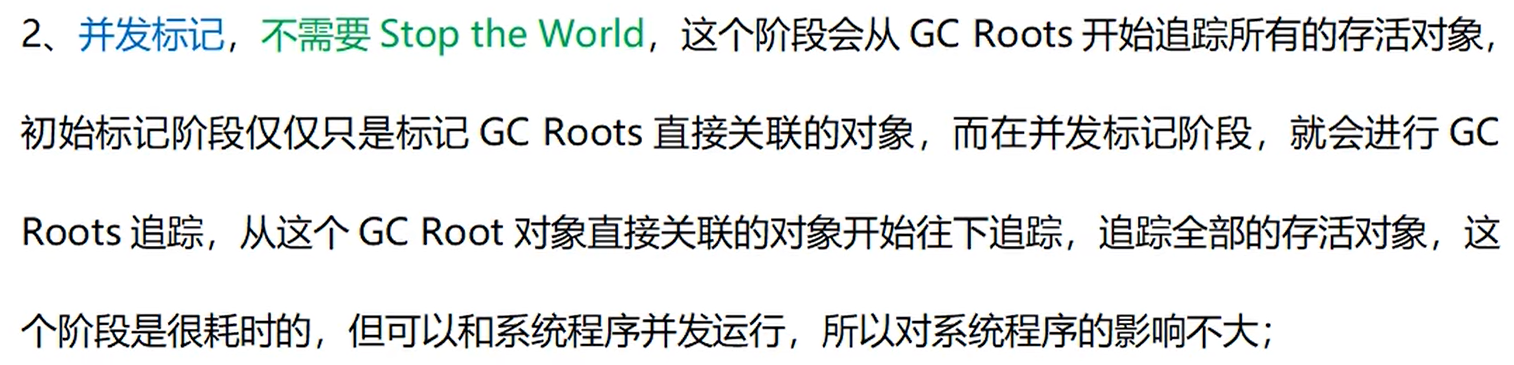 2、并发标记，不需要 Stop the World，这个阶段会从 GC Roots 开始追踪所有的存活对象，
初始标记阶段仅仅只是标记 GC Roots 直接关联的对象，而在并发标记阶段，就会进行 GC
Roots 追踪，从这个 GC Root 对象直接关联的对象开始往下追踪，追踪全部的存活对象，这
个阶段是很耗时的，但可以和系统程序并发运行，所以对系统程序的影响不大；